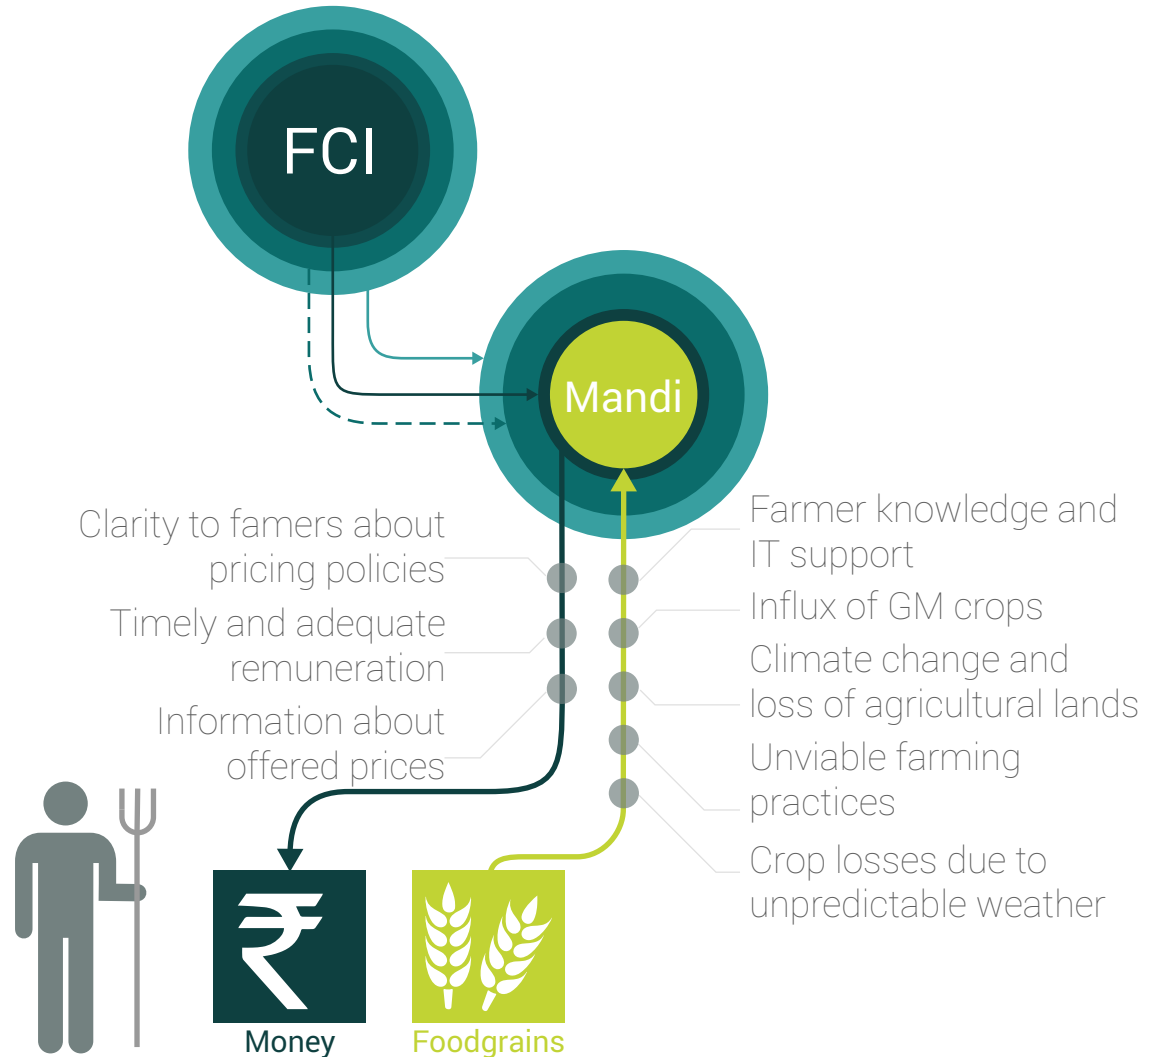 FCI
Mandi
Clarity to famers about
pricing policies
Timely and adequate
remuneration
Information about
offered prices
Farmer knowledge and
IT support
Influx of GM crops
Climate change and
loss of agricultural lands
Unviable farming
practices
Crop losses due to
unpredictable weather
₹
Money
Foodgrains